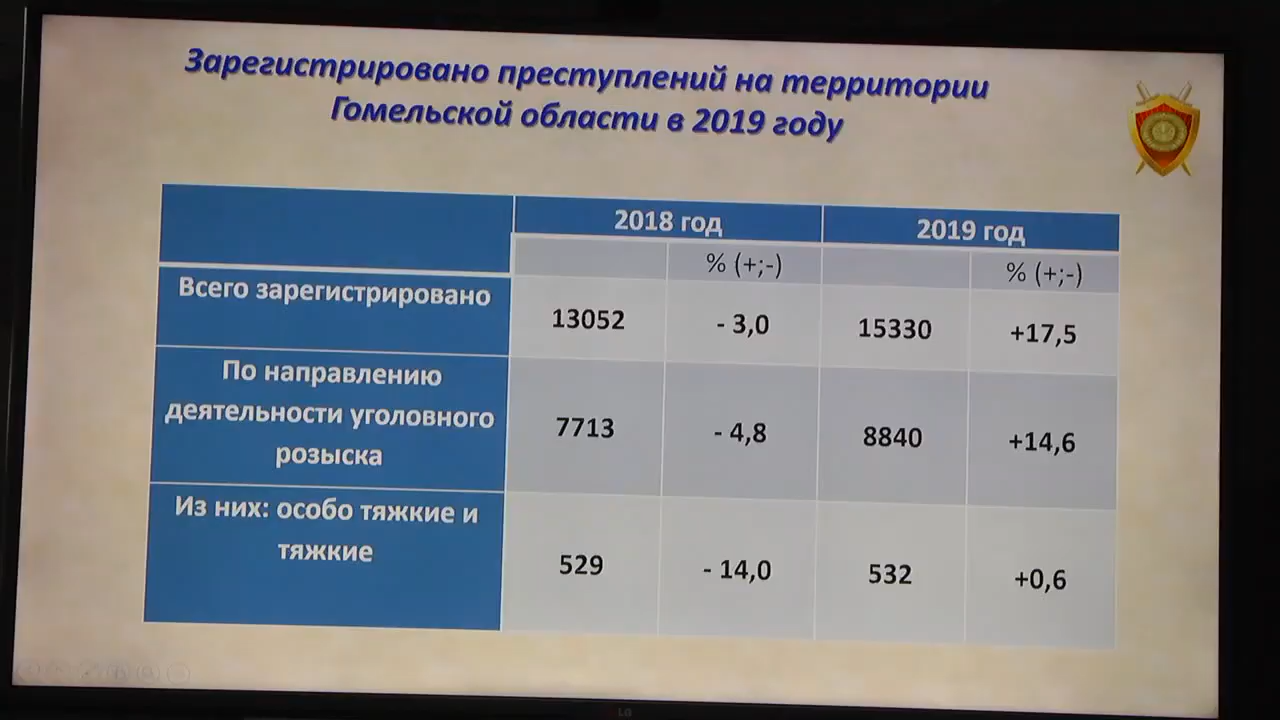 Зарегистрировано преступлений на территории
Гомельской области в 2019 году
2018 год 2019 год
% (+;-) % (+;-)
Всего зарегистрировано 13052 - 3,0 15330 +17,5
По направлению
деятельности уголовного
розыска 7713 - 4,8 8840 +14,6
Из них: особо тяжкие и
тяжкие 529 - 14,0 532 +0,6
LG